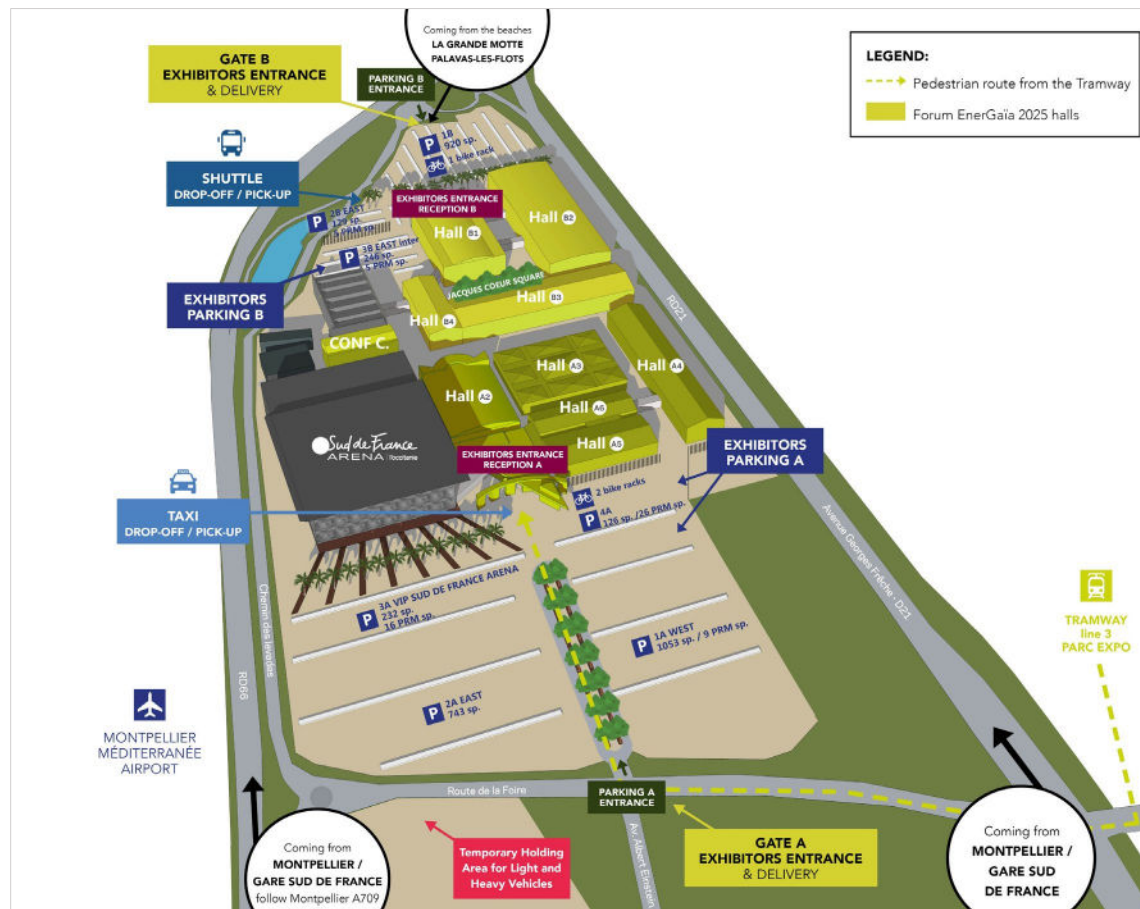 Coming from the beaches
LA GRANDE MOTTE
PALAVAS-LES-FLOTS
GATE B
EXHIBITORS ENTRANCE
& DELIVERY
PARKING B
ENTRANCE
LEGEND:
Pedestrian route from the Tramway
Forum EnerGaïa 2025 halls
P 1B
920 sp.
1 bike rack
SHUTTLE
DROP-OFF / PICK-UP
EXHIBITORS ENTRANCE
RECEPTION B
P 2B EAST
129 sp.
5 PRM sp.
P 3B EAST inter
246 sp.
5 PRM sp.
Hall B1
Hall B2
JACQUES COEUR SQUARE
EXHIBITORS
PARKING B
Hall B3
Hall B4
RD21
CONF C.
Hall A2
Hall A3
Hall A4
Hall A6
Hall A5
Sud de France
ARENA
EXHIBITORS ENTRANCE
RECEPTION A
EXHIBITORS
PARKING A
2 bike racks
P 4A
126 sp. /26 PRM sp.
TAXI
DROP-OFF / PICK-UP
Avenue Georges Frêche - D21
P 3A VIP SUD DE FRANCE ARENA
232 sp.
16 PRM sp.
Chemin des levades
P 1A WEST
1053 sp. / 9 PRM sp.
TRAMWAY
line 3
PARC EXPO
RD66
P 2A EAST
743 sp.
MONTPELLIER
MÉDITERRANÉE
AIRPORT
Route de la Foire
PARKING A
ENTRANCE
Av. Albert Einstein
Coming from
MONTPELLIER /
GARE SUD DE FRANCE
follow Montpellier A709
Temporary Holding
Area for Light and
Heavy Vehicles
GATE A
EXHIBITORS ENTRANCE
& DELIVERY
Coming from
MONTPELLIER /
GARE SUD
DE FRANCE